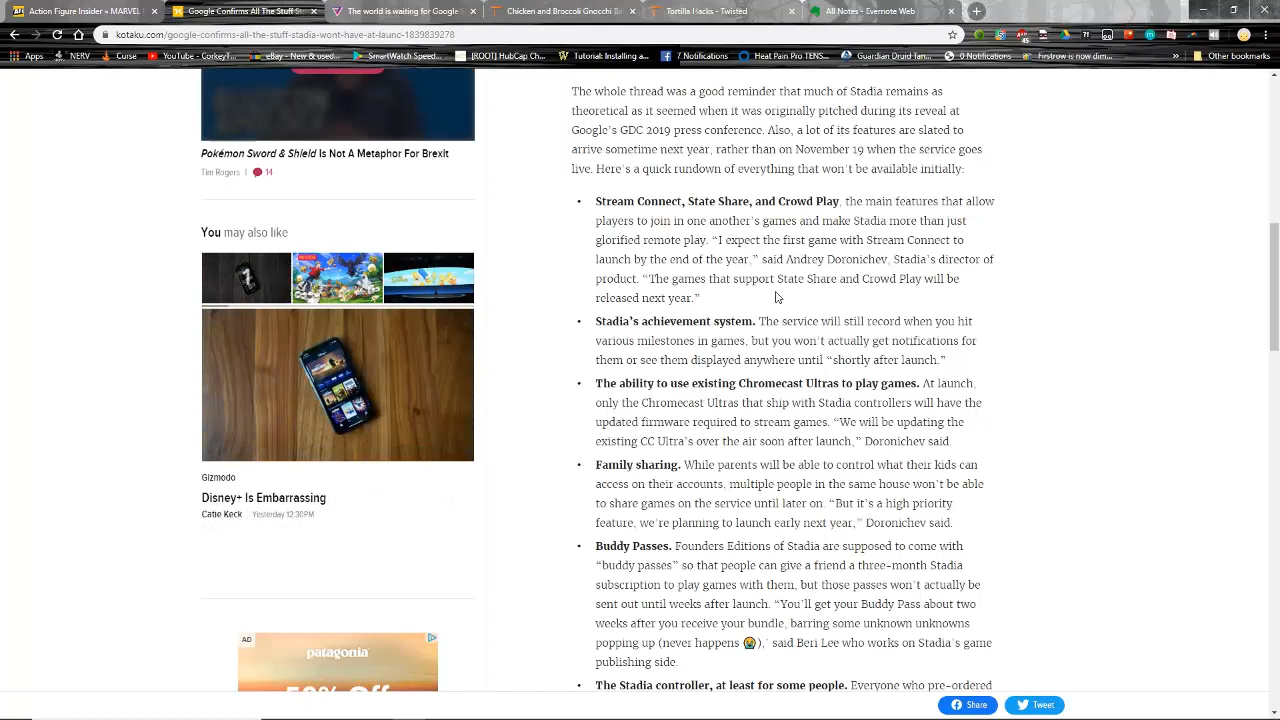 Action Figure Insider » MARVEL
Google Confirms All The Stuff St
The world is waiting for Google
Chicken and Broccoli Gnocchi
Tortilla Hacks - Twisted
All Notes - Evernote Web
kotaku.com/google-confirms-all-the-stuff-stadia-wont-have-at-launc-1839889278
Apps NERV Curse YouTube - CorkeyT... eBay - New & used... SmartWatch Speed... [ROOT] HubCap Ch... Tutorial: Installing a... 7 Notifications Heat Pain Pro TENS... Guardian Druid Tan... 0 Notifications Firstrow is now dim... Other bookmarks
Pokémon Sword & Shield Is Not A Metaphor For Brexit
Tim Rogers | 14
You may also like
Gizmodo
Disney+ Is Embarrassing
Catie Keck Yesterday 12:30PM
AD
patagonia
50% Off
The whole thread was a good reminder that much of Stadia remains as
theoretical as it seemed when it was originally pitched during its reveal at
Google's GDC 2019 press conference. Also, a lot of its features are slated to
arrive sometime next year, rather than on November 19 when the service goes
live. Here's a quick rundown of everything that won't be available initially:
• Stream Connect, State Share, and Crowd Play, the main features that allow
players to join in one another's games and make Stadia more than just
glorified remote play. “I expect the first game with Stream Connect to
launch by the end of the year,” said Andrey Doronichev, Stadia's director of
product. “The games that support State Share and Crowd Play will be
released next year.”
• Stadia's achievement system. The service will still record when you hit
various milestones in games, but you won't actually get notifications for
them or see them displayed anywhere until “shortly after launch.”
• The ability to use existing Chromecast Ultras to play games. At launch,
only the Chromecast Ultras that ship with Stadia controllers will have the
updated firmware required to stream games. “We will be updating the
existing CC Ultra's over the air soon after launch,” Doronichev said.
• Family sharing. While parents will be able to control what their kids can
access on their accounts, multiple people in the same house won't be able
to share games on the service until later on. “But it's a high priority
feature, we're planning to launch early next year,” Doronichev said.
• Buddy Passes. Founders Editions of Stadia are supposed to come with
“buddy passes” so that people can give a friend a three-month Stadia
subscription to play games with them, but those passes won't actually be
sent out until weeks after launch. “You'll get your Buddy Pass about two
weeks after you receive your bundle, barring some unknown unknowns
popping up (never happens 😭),' said Beri Lee who works on Stadia's game
publishing side.
• The Stadia controller, at least for some people. Everyone who pre-ordered
Share Tweet